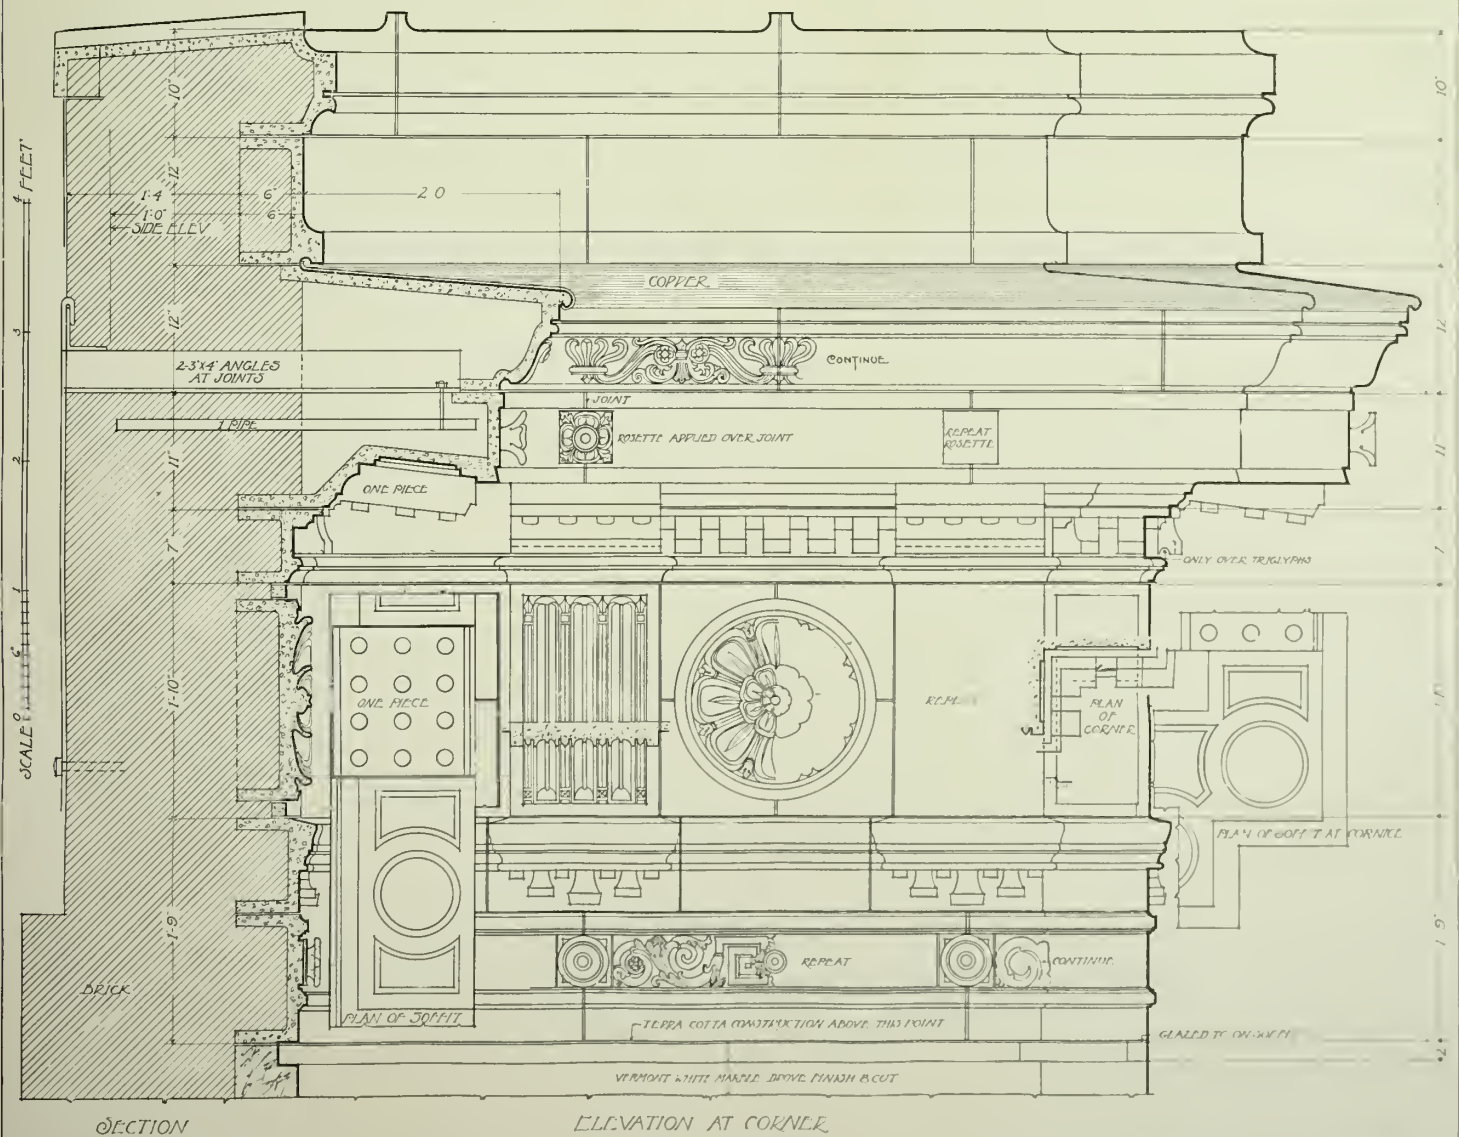 10"
10"
12"
1-4
6"
2 0
1-0"
6"
SIDE ELEV
4 FEET
COPPER
12"
12
3
2-3"X4" ANGLES
AT JOINTS
CONTINUE
JOINT
1" PIPE
ROSETTE APPLIED OVER JOINT
REPEAT
ROSETTE
11"
11
2
ONE PIECE
7"
ONLY OVER TRIGLYPHS
1
6"
0
SCALE
1-10"
ONE PIECE
PLAN
OF
CORNER
PLAN OF SOFFIT AT CORNICE
1-9"
REPEAT
CONTINUE
BRICK
PLAN OF SOFFIT
TERRA COTTA CONSTRUCTION ABOVE THIS POINT
VERMONT WHITE MARBLE
SECTION
ELEVATION AT CORNER